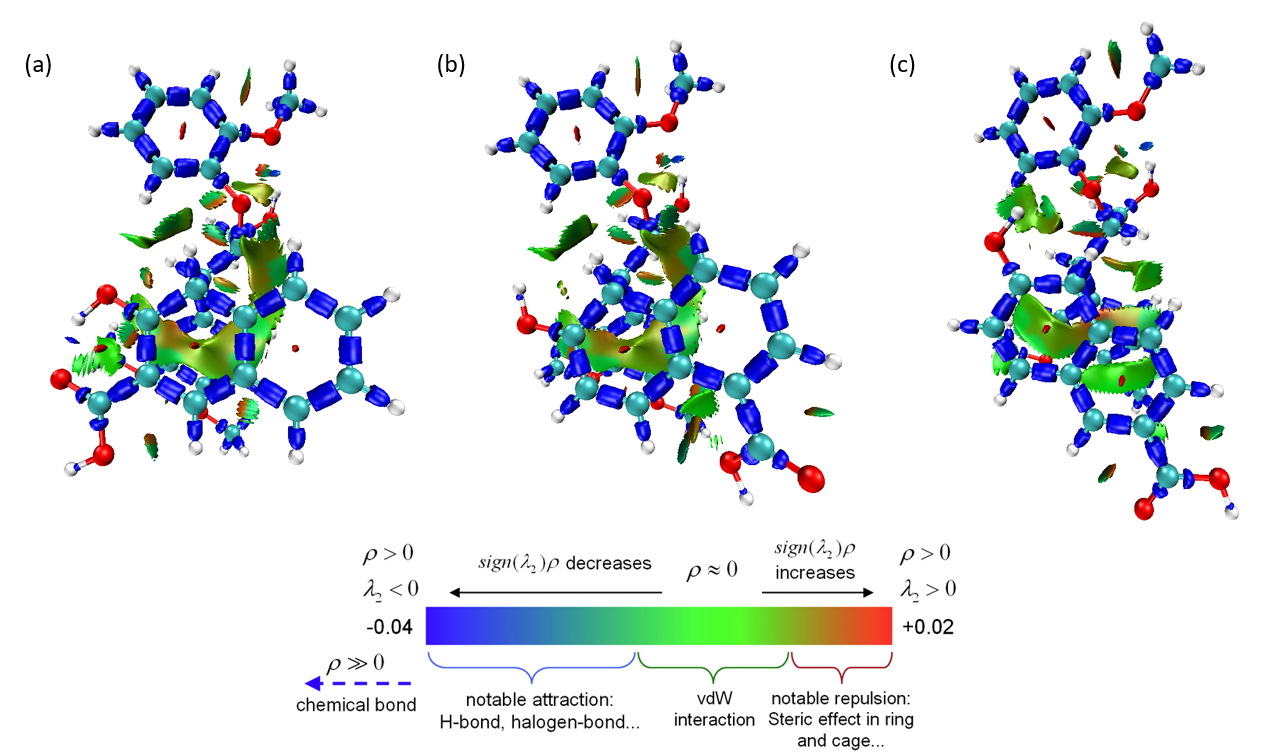 (a)
(b)
(c)
ρ > 0
λ₂ < 0
-0.04
sign(λ₂)ρ decreases
ρ ≈ 0
sign(λ₂)ρ
increases
ρ > 0
λ₂ > 0
+0.02
ρ ≫ 0
chemical bond
notable attraction:
H-bond, halogen-bond...
vdW
interaction
notable repulsion:
Steric effect in ring
and cage...